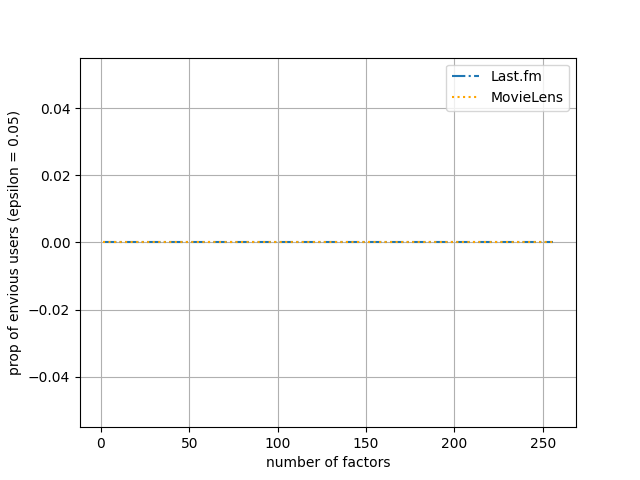 Last.fm
MovieLens
0.04
0.02
0.00
−0.02
−0.04
prop of envious users (epsilon = 0.05)
0
50
100
150
200
250
number of factors